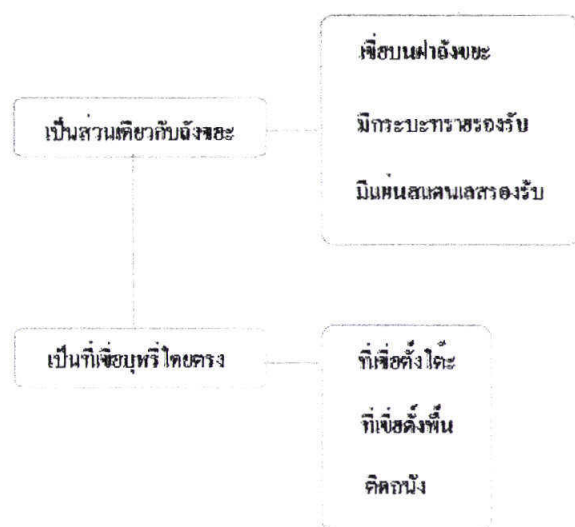 เขี่ยบนฝาถังขยะ
เป็นส่วนเดียวกับถังขยะ
มีกระบะทรายรองรับ
มีแผ่นสแตนเลสรองรับ
เป็นที่เขี่ยบุหรี่โดยตรง
ที่เขี่ยตั้งโต๊ะ
ที่เขี่ยตั้งพื้น
ติดผนัง